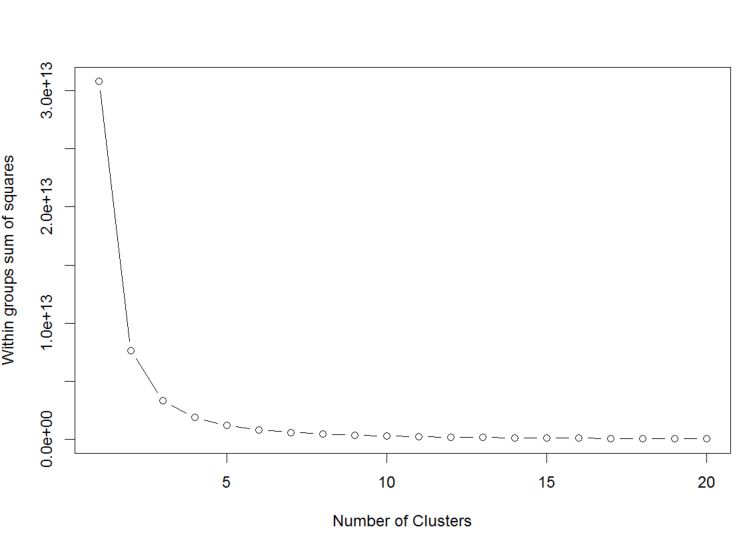 Within groups sum of squares
3.0e+13
2.0e+13
1.0e+13
0.0e+00
5
10
15
20
Number of Clusters